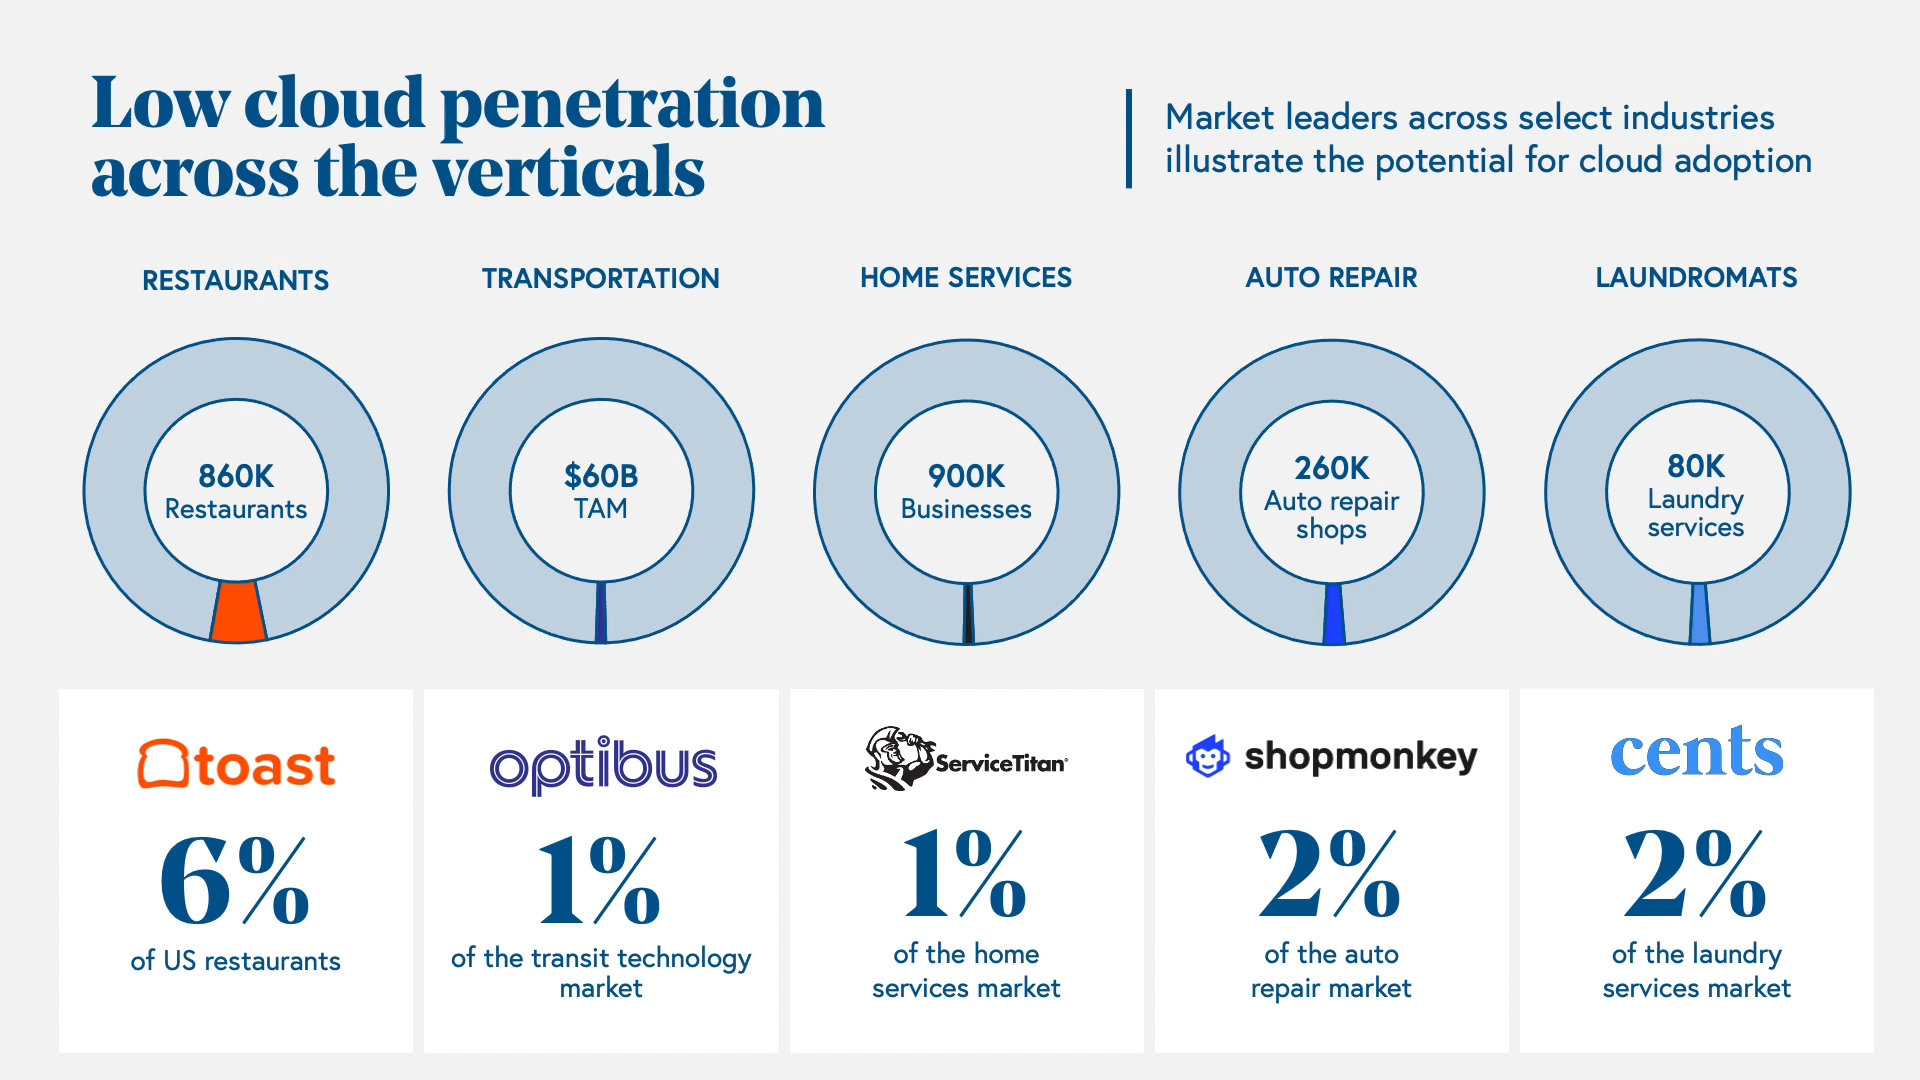 Low cloud penetration
across the verticals
Market leaders across select industries
illustrate the potential for cloud adoption
RESTAURANTS
860K
Restaurants
toast
6%
of US restaurants
TRANSPORTATION
$60B
TAM
optibus
1%
of the transit technology
market
HOME SERVICES
900K
Businesses
ServiceTitan
1%
of the home
services market
AUTO REPAIR
260K
Auto repair
shops
shopmonkey
2%
of the auto
repair market
LAUNDROMATS
80K
Laundry
services
cents
2%
of the laundry
services market